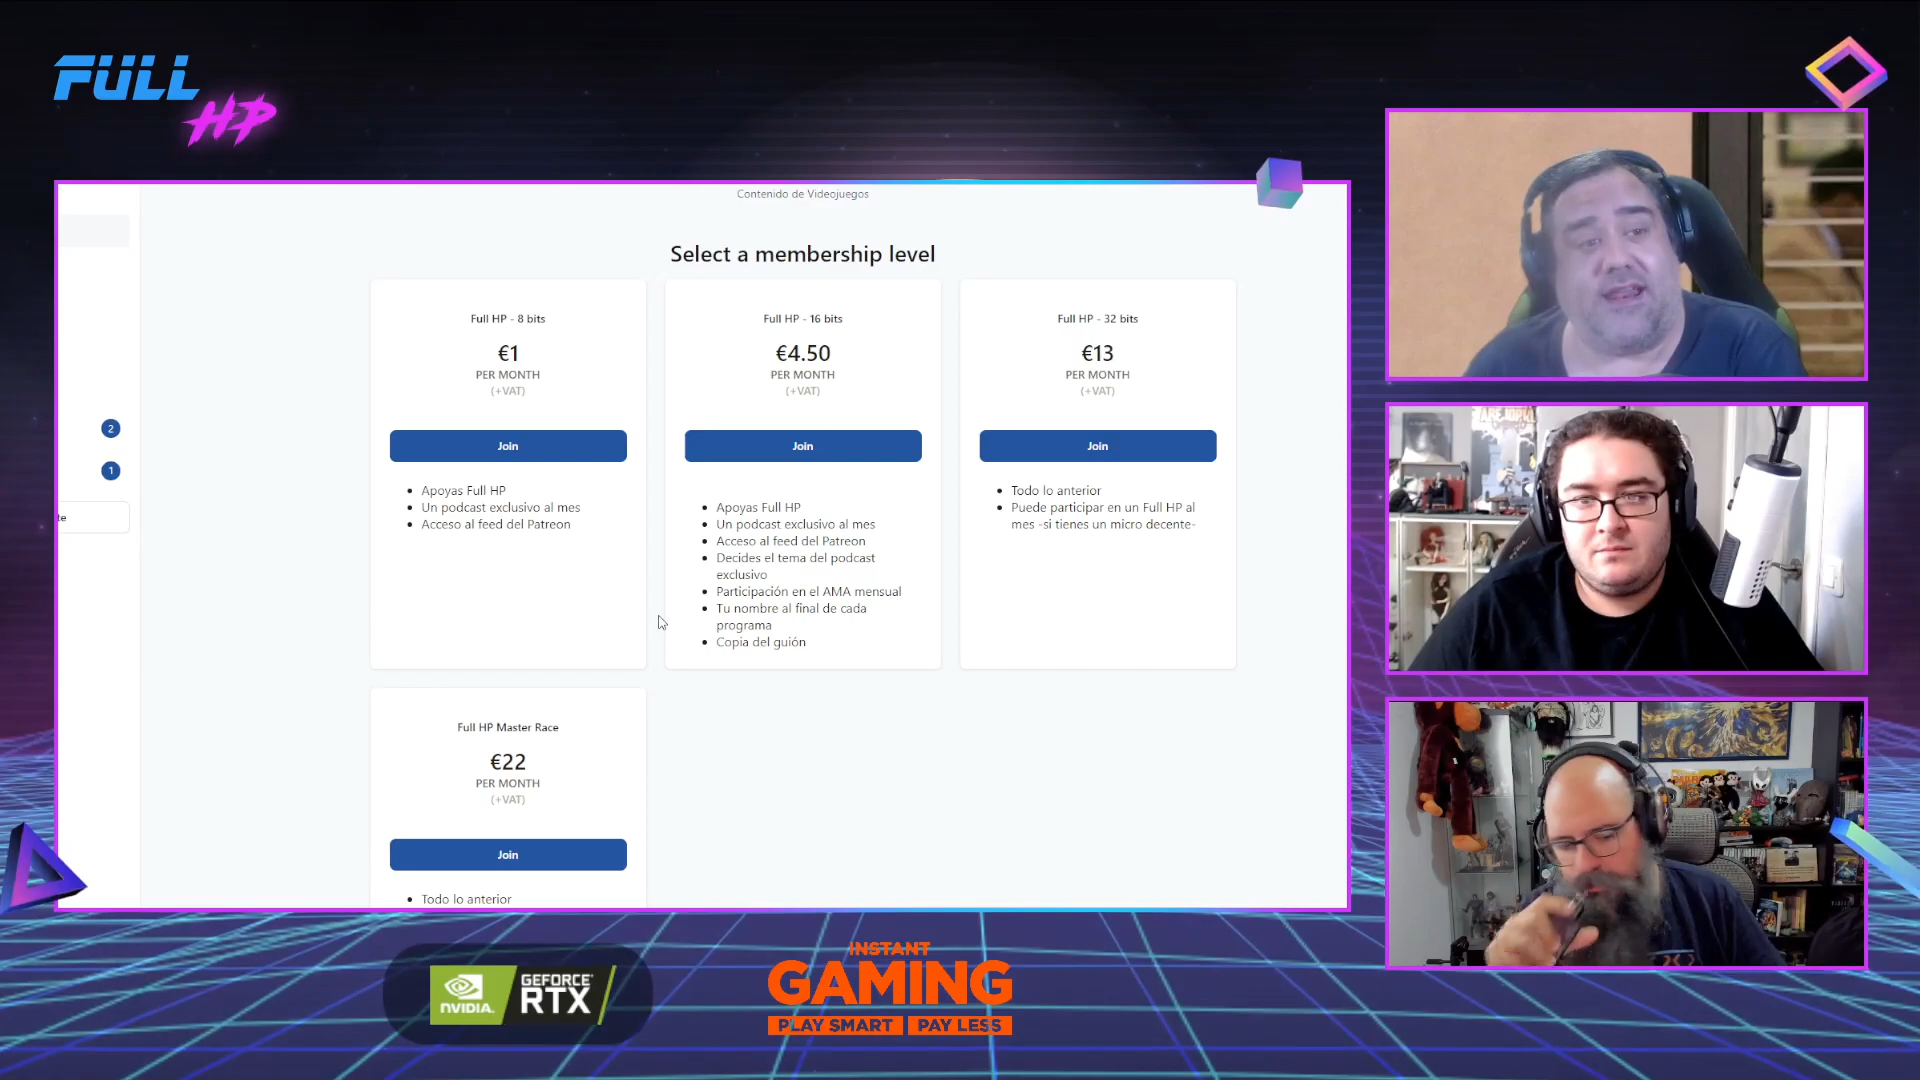 FULL
HP
Contenido de Videojuegos
Select a membership level
Full HP - 8 bits
€1
PER MONTH
(+VAT)
Join
Apoyas Full HP
Un podcast exclusivo al mes
Acceso al feed del Patreon
Full HP - 16 bits
€4.50
PER MONTH
(+VAT)
Join
Apoyas Full HP
Un podcast exclusivo al mes
Acceso al feed del Patreon
Decides el tema del podcast
exclusivo
Participación en el AMA mensual
Tu nombre al final de cada
programa
Copia del guión
Full HP - 32 bits
€13
PER MONTH
(+VAT)
Join
Todo lo anterior
Puede participar en un Full HP al
mes -si tienes un micro decente-
2
1
te
Full HP Master Race
€22
PER MONTH
(+VAT)
Join
Todo lo anterior
NVIDIA.
GEFORCE
RTX
INSTANT
GAMING
PLAY SMART PAY LESS